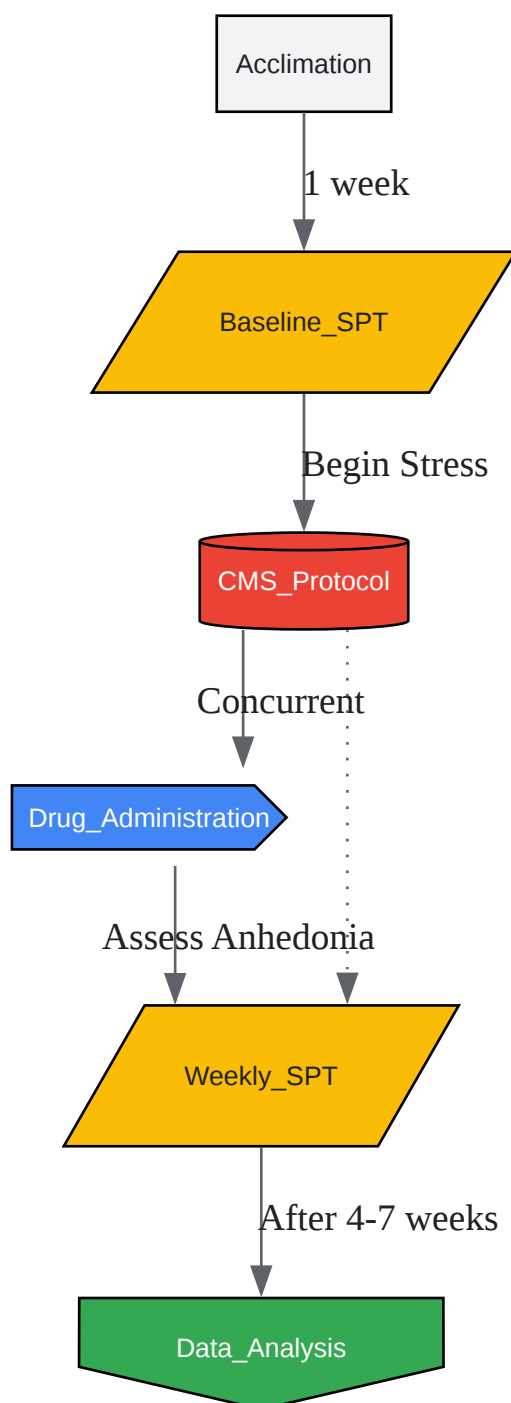 Acclimation
1 week
Baseline_SPT
Begin Stress
CMS_Protocol
Concurrent
Drug_Administration
Assess Anhedonia
Weekly_SPT
After 4-7 weeks
Data_Analysis